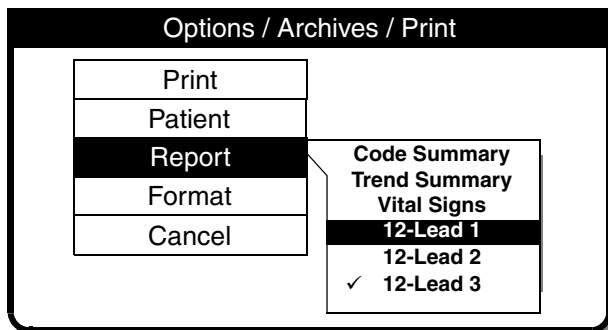 Options / Archives / Print
Print
Patient
Report
Format
Cancel
Code Summary
Trend Summary
Vital Signs
12-Lead 1
12-Lead 2
✓ 12-Lead 3